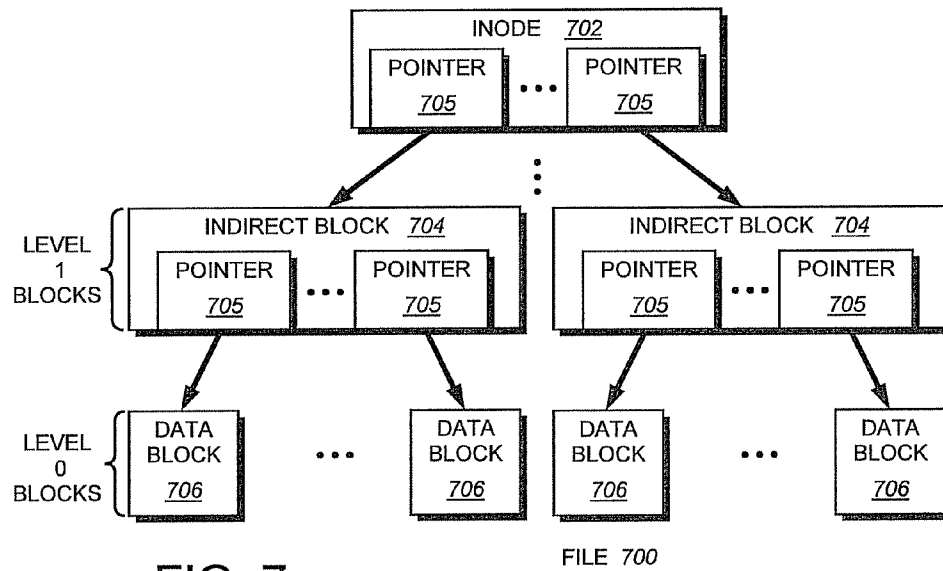 INODE 702
POINTER POINTER
705 ••• 705
INDIRECT BLOCK 704 INDIRECT BLOCK 704
LEVEL
1
BLOCKS
POINTER POINTER POINTER POINTER
705 ••• 705 705 ••• 705
LEVEL
0
BLOCKS
DATA DATA DATA DATA
BLOCK ••• BLOCK BLOCK ••• BLOCK
706 706 706 706
FILE 700